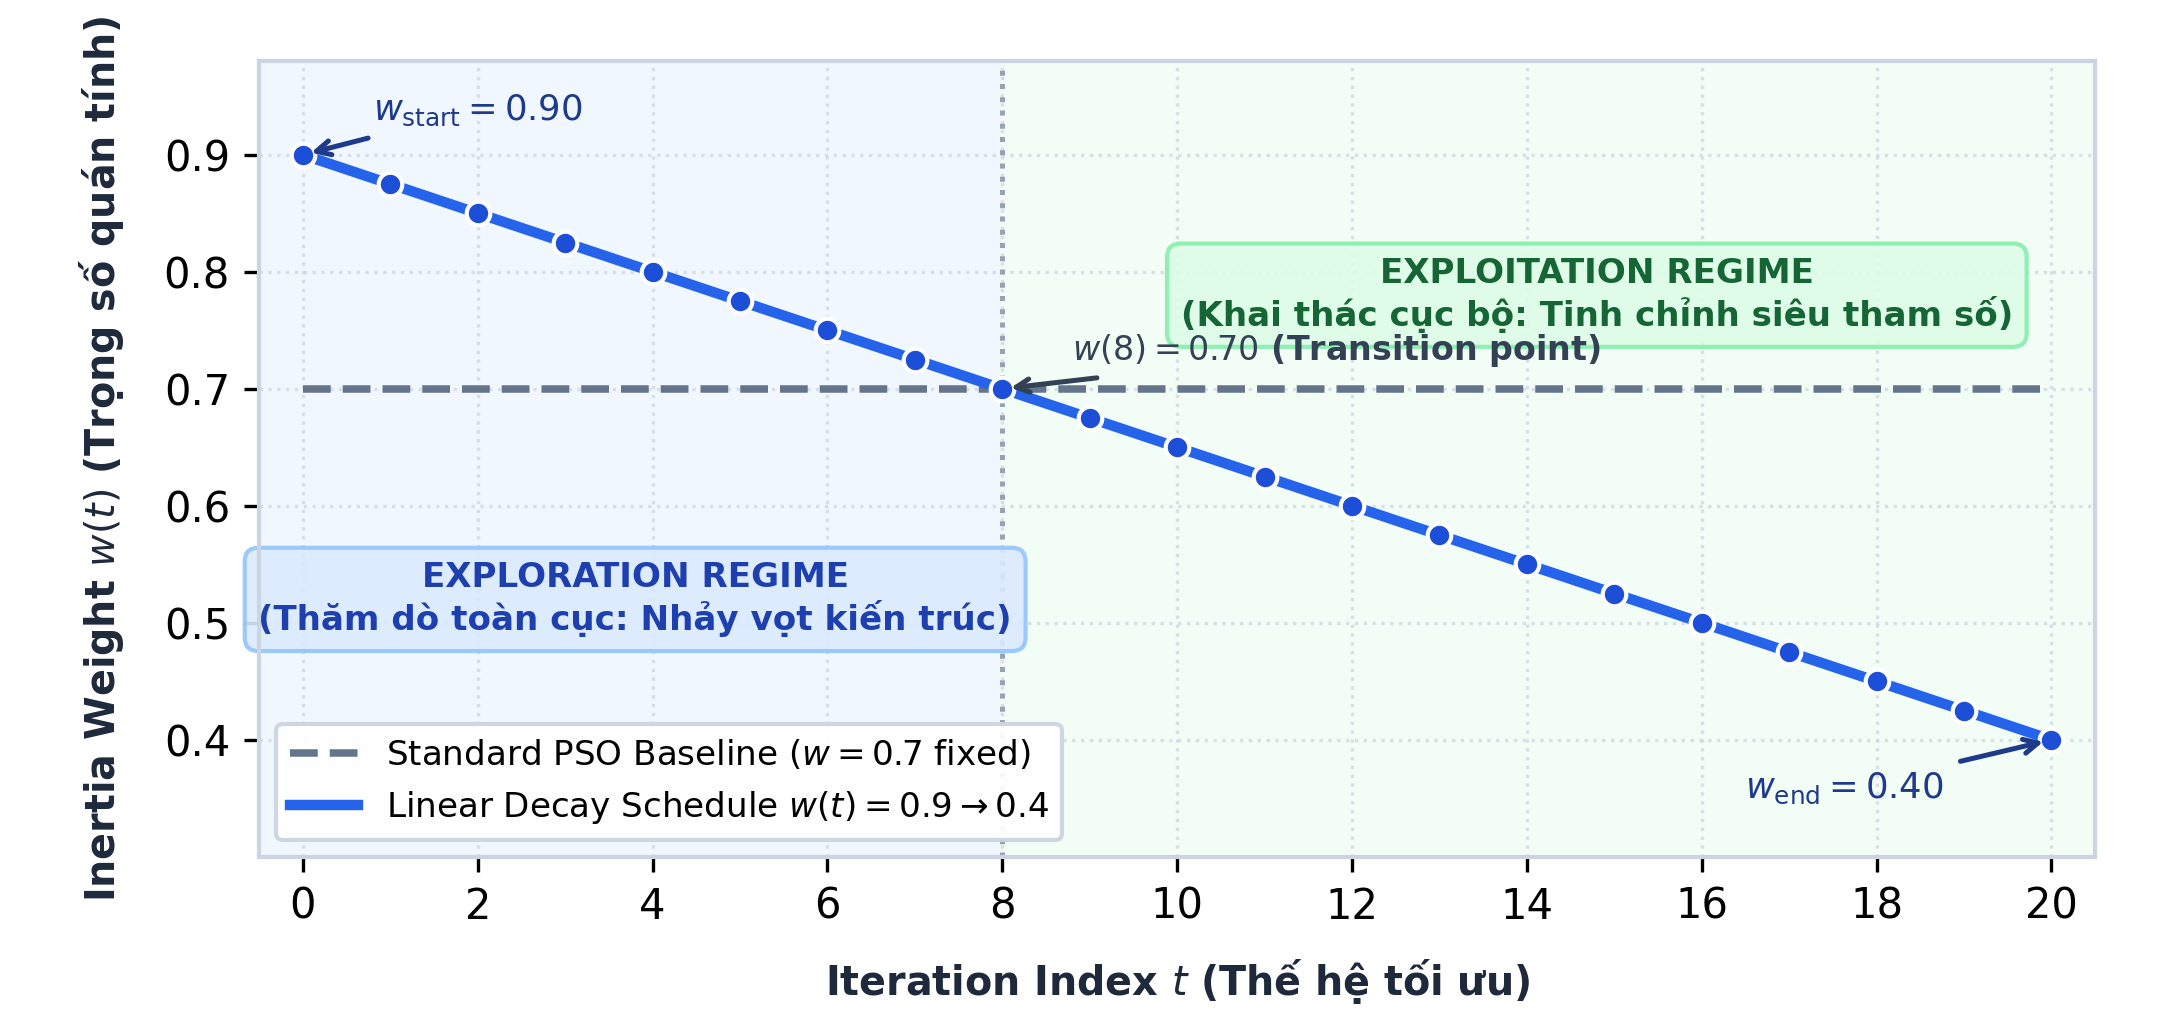 Inertia Weight w(t) (Trọng số quán tính)
0.9
0.8
0.7
0.6
0.5
0.4
w_start = 0.90
EXPLOITATION REGIME
(Khai thác cục bộ: Tinh chỉnh siêu tham số)
w(8) = 0.70 (Transition point)
EXPLORATION REGIME
(Thăm dò toàn cục: Nhảy vọt kiến trúc)
Standard PSO Baseline (w = 0.7 fixed)
Linear Decay Schedule w(t) = 0.9 → 0.4
w_end = 0.40
0 2 4 6 8 10 12 14 16 18 20
Iteration Index t (Thế hệ tối ưu)